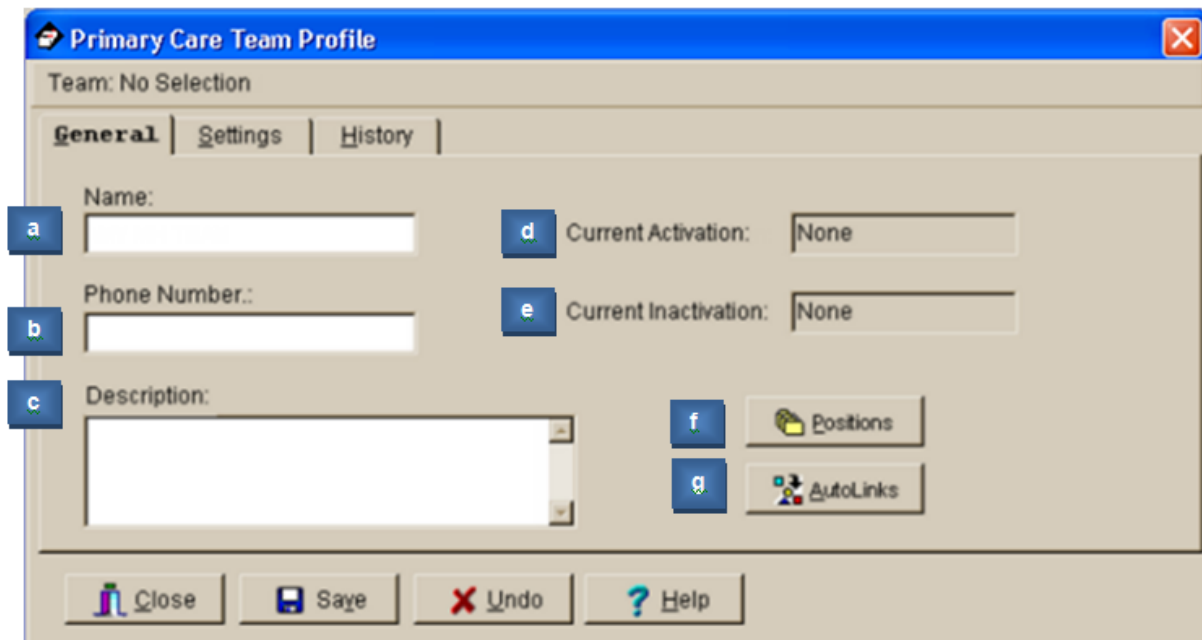 Primary Care Team Profile
Team: No Selection
General Settings History
Name:
a
d Current Activation: None
Phone Number.:
b
e Current Inactivation: None
c Description:
f Positions
g AutoLinks
Close Save Undo Help